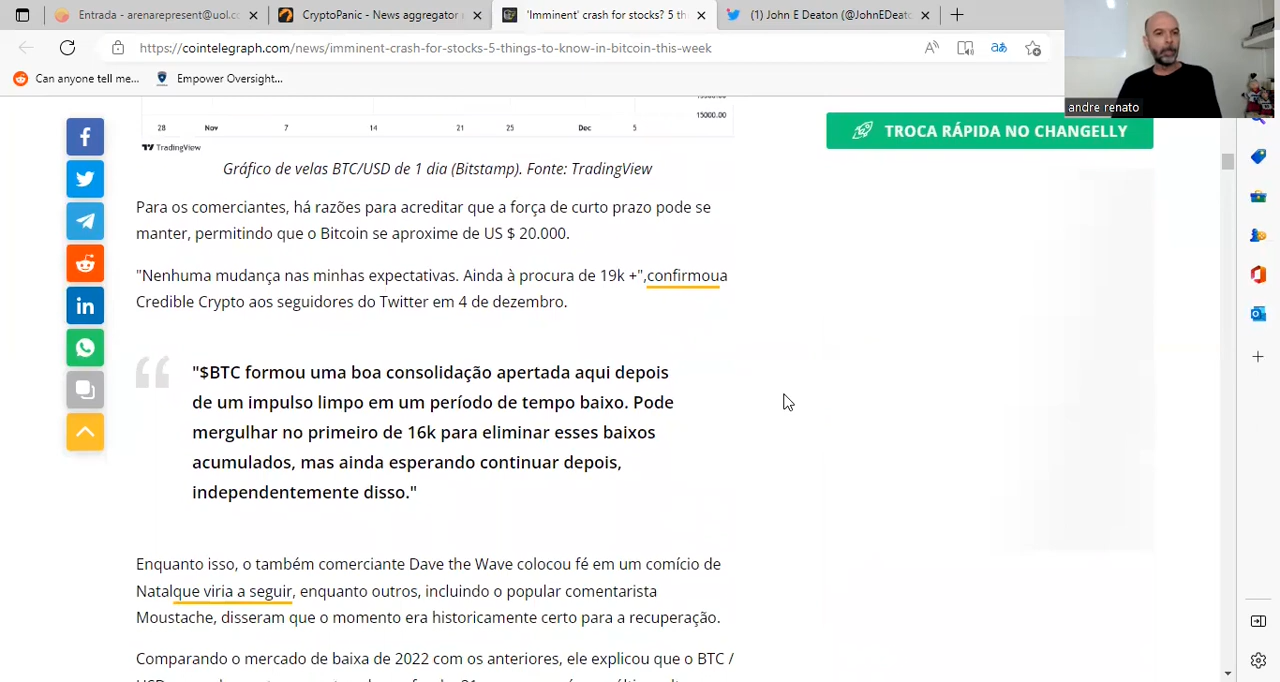 Entrada - arenarepresent@uol.cc
CryptoPanic - News aggregator
'Imminent' crash for stocks? 5 th
(1) John E Deaton (@JohnEDeat
https://cointelegraph.com/news/imminent-crash-for-stocks-5-things-to-know-in-bitcoin-this-week
Can anyone tell me...
Empower Oversight...
andre renato
15000.00
28 Nov 7 14 21 25 Dec 5
TradingView
TROCA RÁPIDA NO CHANGELLY
Gráfico de velas BTC/USD de 1 dia (Bitstamp). Fonte: TradingView
Para os comerciantes, há razões para acreditar que a força de curto prazo pode se
manter, permitindo que o Bitcoin se aproxime de US $ 20.000.
"Nenhuma mudança nas minhas expectativas. Ainda à procura de 19k +",confirmoua
Credible Crypto aos seguidores do Twitter em 4 de dezembro.
"$BTC formou uma boa consolidação apertada aqui depois
de um impulso limpo em um período de tempo baixo. Pode
mergulhar no primeiro de 16k para eliminar esses baixos
acumulados, mas ainda esperando continuar depois,
independentemente disso."
Enquanto isso, o também comerciante Dave the Wave colocou fé em um comício de
Natalque viria a seguir, enquanto outros, incluindo o popular comentarista
Moustache, disseram que o momento era historicamente certo para a recuperação.
Comparando o mercado de baixa de 2022 com os anteriores, ele explicou que o BTC /